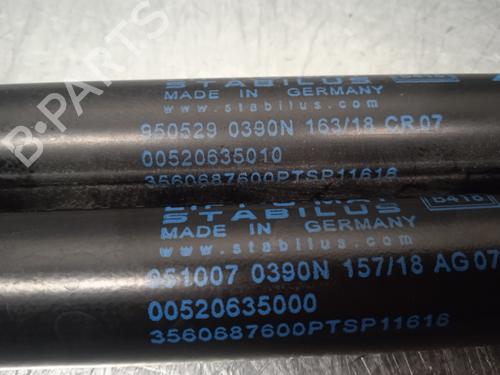 STABILUS
MADE IN GERMANY
www.stabilus.com
950529 0390N 163/18 CR07
00520635010
3560687600PTSP11616
STABILUS
MADE IN GERMANY
www.stabilus.com
951007 0390N 157/18 AG07
00520635000
3560687600PTSP11616
B-PARTS